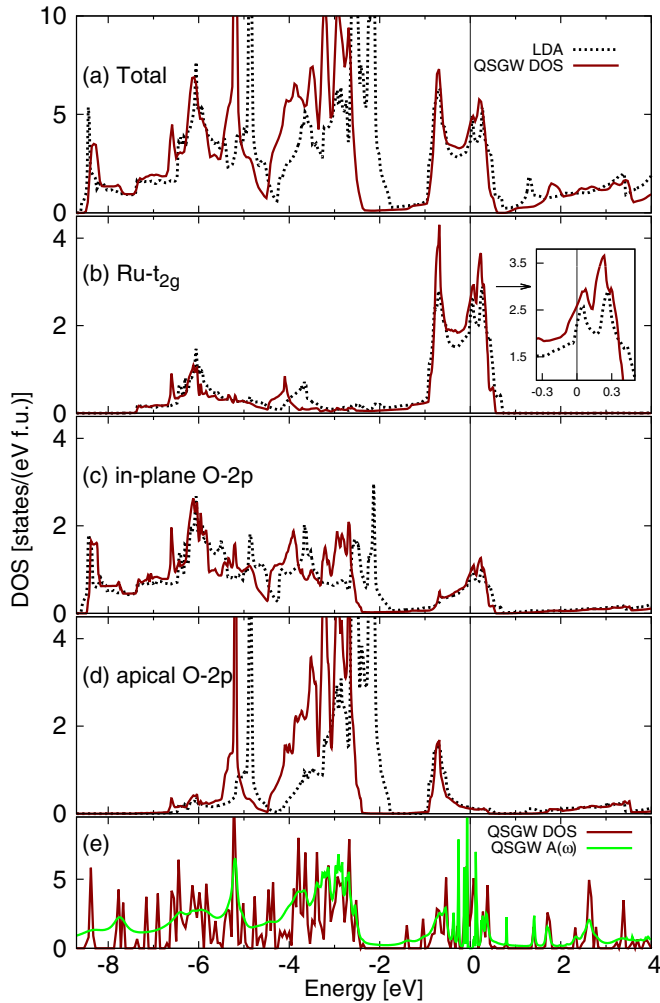 10
(a) Total
LDA
QSGW DOS
5
0
4
(b) Ru-t2g
3.5
2.5
1.5
-0.3
0
0.3
2
0
DOS [states/(eV f.u.)]
4
(c) in-plane O-2p
2
0
4
(d) apical O-2p
2
0
(e)
QSGW DOS
QSGW A(ω)
5
0
-8 -6 -4 -2 0 2 4
Energy [eV]